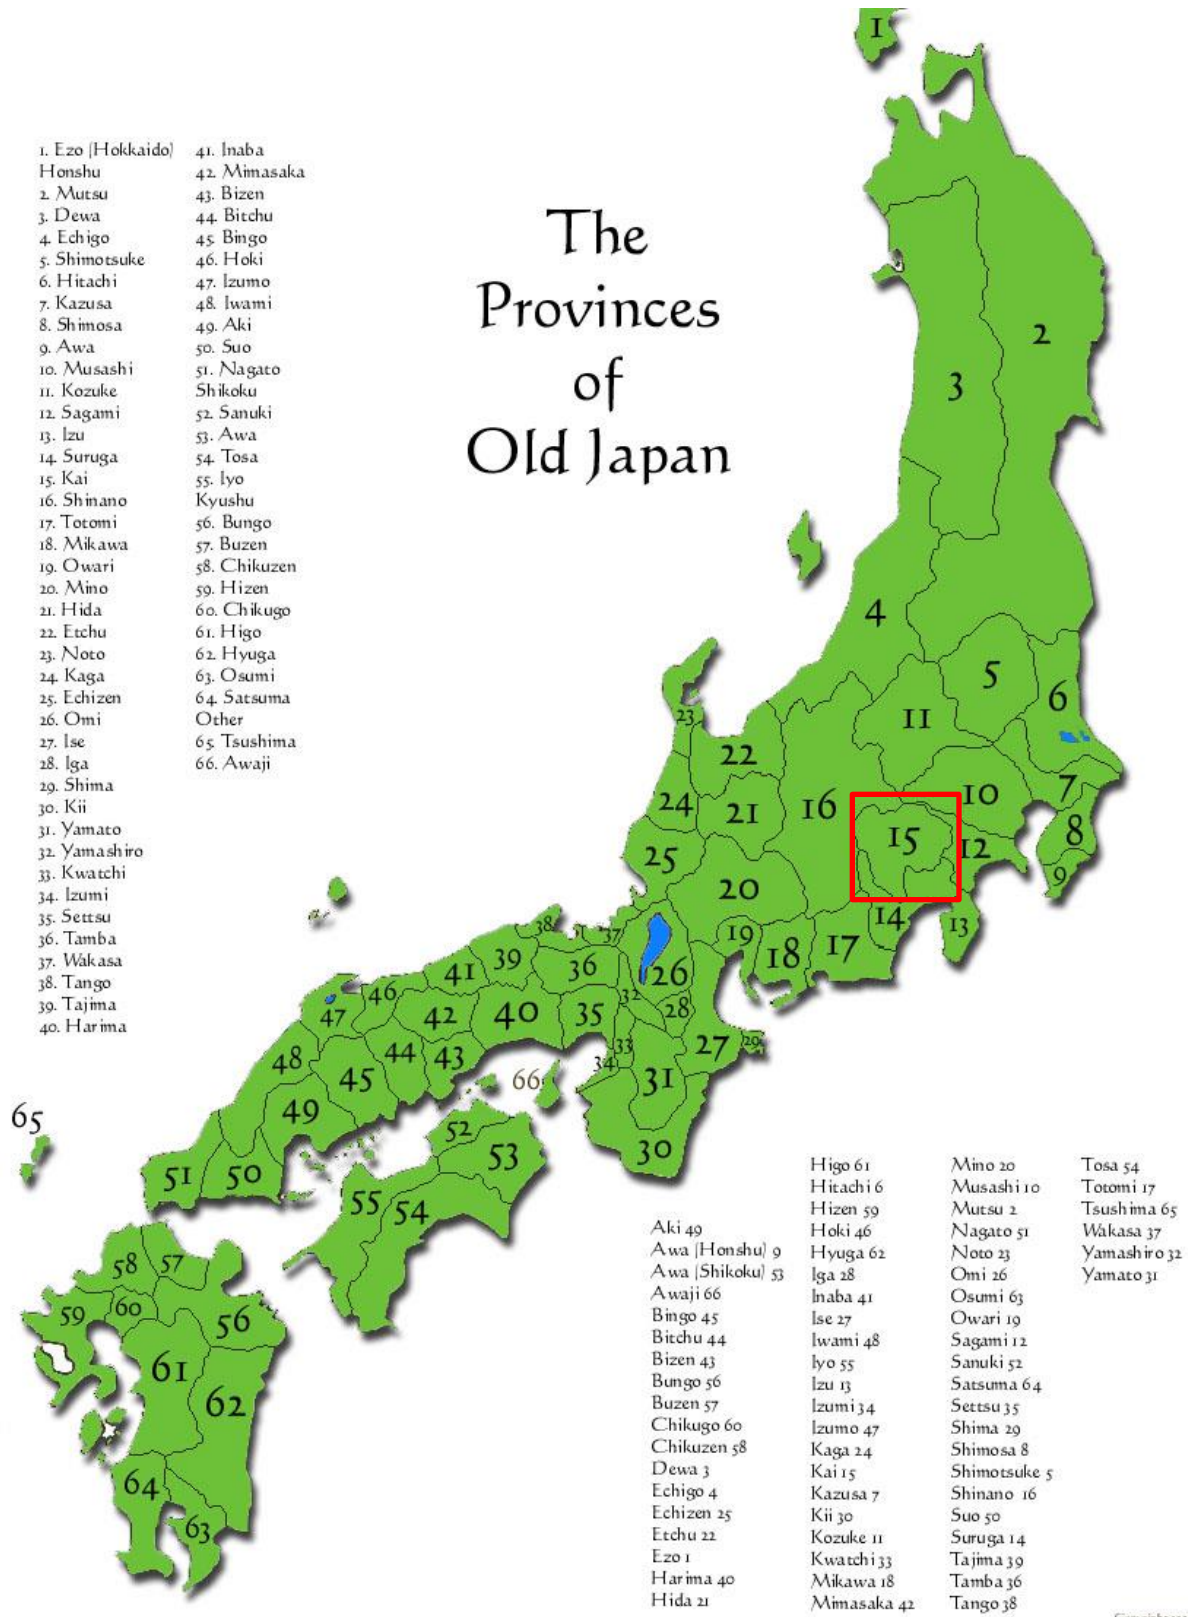 The
Provinces
of
Old Japan
1. Ezo (Hokkaido)
Honshu
2. Mutsu
3. Dewa
4. Echigo
5. Shimotsuke
6. Hitachi
7. Kazusa
8. Shimosa
9. Awa
10. Musashi
11. Kozuke
12. Sagami
13. Izu
14. Suruga
15. Kai
16. Shinano
17. Totomi
18. Mikawa
19. Owari
20. Mino
21. Hida
22. Etchu
23. Noto
24. Kaga
25. Echizen
26. Omi
27. Ise
28. Iga
29. Shima
30. Kii
31. Yamato
32. Yamashiro
33. Kwatchi
34. Izumi
35. Settsu
36. Tamba
37. Wakasa
38. Tango
39. Tajima
40. Harima
41. Inaba
42. Mimasaka
43. Bizen
44. Bitchu
45. Bingo
46. Hoki
47. Izumo
48. Iwami
49. Aki
50. Suo
51. Nagato
Shikoku
52. Sanuki
53. Awa
54. Tosa
55. Iyo
Kyushu
56. Bungo
57. Buzen
58. Chikuzen
59. Hizen
60. Chikugo
61. Higo
62. Hyuga
63. Osumi
64. Satsuma
Other
65. Tsushima
66. Awaji
1
2
3
4
5
6
11
23
22
7
10
16
24
21
8
15
12
25
9
20
14
13
38
37
19
18
17
39
36
26
41
46
32
28
47
42
40
35
29
33
27
48
44
43
34
45
66
31
49
65
52
30
53
51
50
55
54
58
57
59
60
56
61
62
64
63
Aki 49
Awa (Honshu) 9
Awa (Shikoku) 53
Awaji 66
Bingo 45
Bitchu 44
Bizen 43
Bungo 56
Buzen 57
Chikugo 60
Chikuzen 58
Dewa 3
Echigo 4
Echizen 25
Etchu 22
Ezo 1
Harima 40
Hida 21
Higo 61
Hitachi 6
Hizen 59
Hoki 46
Hyuga 62
Iga 28
Inaba 41
Ise 27
Iwami 48
Iyo 55
Izu 13
Izumi 34
Izumo 47
Kaga 24
Kai 15
Kazusa 7
Kii 30
Kozuke 11
Kwatchi 33
Mikawa 18
Mimasaka 42
Mino 20
Musashi 10
Mutsu 2
Nagato 51
Noto 23
Omi 26
Osumi 63
Owari 19
Sagami 12
Sanuki 52
Satsuma 64
Settsu 35
Shima 29
Shimosa 8
Shimotsuke 5
Shinano 16
Suo 50
Suruga 14
Tajima 39
Tamba 36
Tango 38
Tosa 54
Totomi 17
Tsushima 65
Wakasa 37
Yamashiro 32
Yamato 31